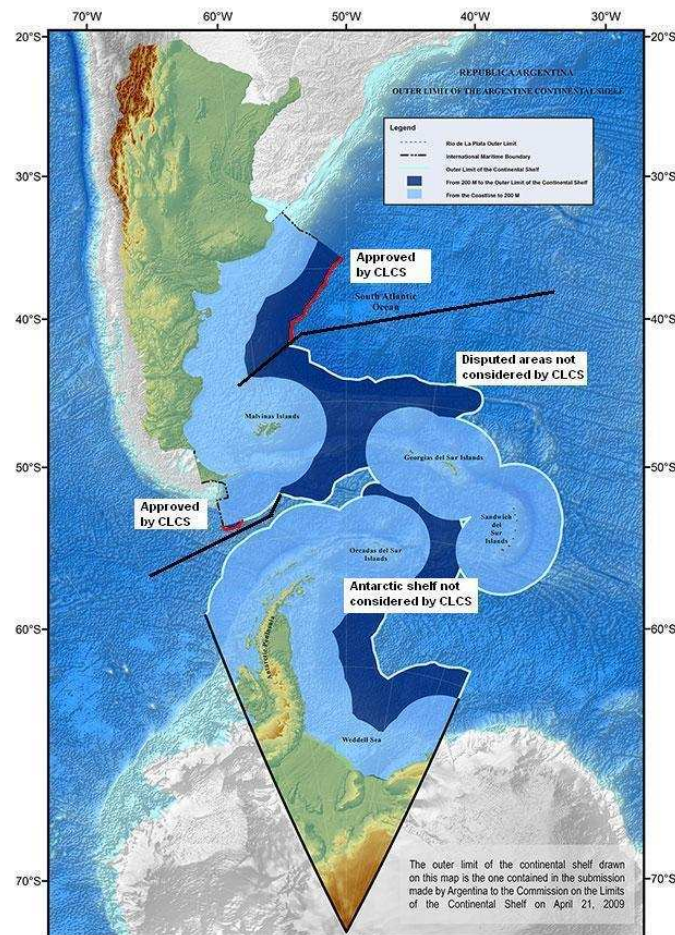 70°W 60°W 50°W 40°W 30°W
20°S 20°S
REPUBLICA ARGENTINA
OUTER LIMIT OF THE ARGENTINE CONTINENTAL SHELF
Legend
Rio de La Plata Outer Limit
International Maritime Boundary
Outer Limit of the Continental Shelf
From 200 M to the Outer Limit of the Continental Shelf
From the Coastline to 200 M
30°S 30°S
Approved
by CLCS
South Atlantic
Ocean
40°S 40°S
Disputed areas not
considered by CLCS
Malvinas Islands
Georgias del Sur Islands
50°S 50°S
Approved
by CLCS
Sandwich
del
Sur
Islands
Orcadas del Sur
Islands
Antarctic shelf not
considered by CLCS
60°S 60°S
Antarctic Peninsula
Weddell Sea
The outer limit of the continental shelf drawn
on this map is the one contained in the submission
made by Argentina to the Commission on the Limits
of the Continental Shelf on April 21, 2009
70°S 70°S